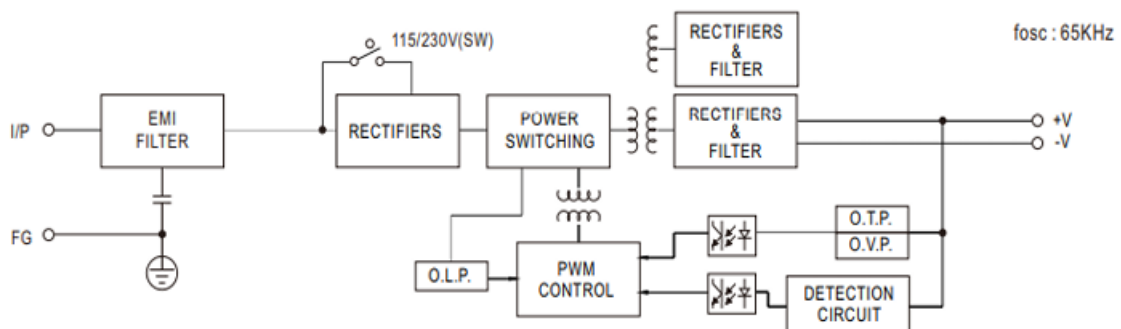 115/230V(SW)
RECTIFIERS
&
FILTER
fosc : 65KHz
I/P
EMI
FILTER
RECTIFIERS
POWER
SWITCHING
RECTIFIERS
&
FILTER
+V
-V
FG
O.L.P.
PWM
CONTROL
O.T.P.
O.V.P.
DETECTION
CIRCUIT